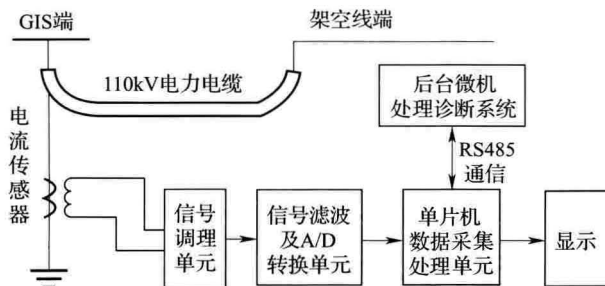 GIS端
架空线端
110kV电力电缆
电流传感器
后台微机
处理诊断系统
RS485
通信
信号
调理
单元
信号滤波
及A/D
转换单元
单片机
数据采集
处理单元
显示